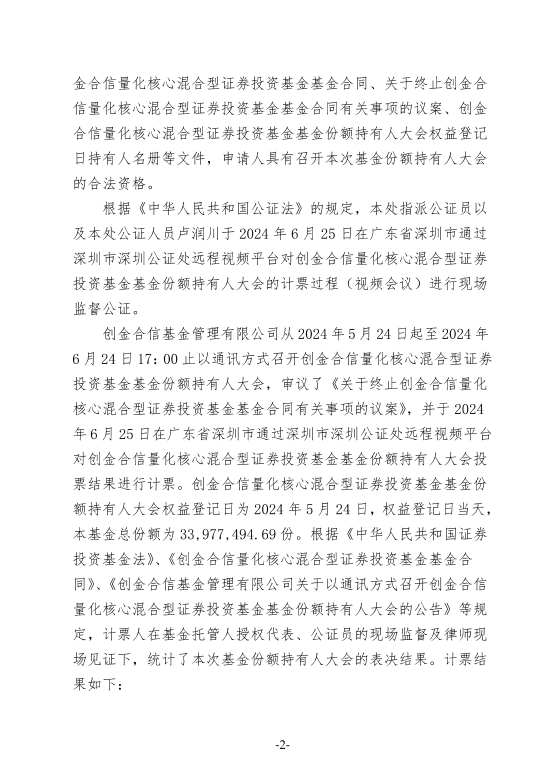 金合信量化核心混合型证券投资基金基金合同、关于终止创金合
信量化核心混合型证券投资基金基金合同有关事项的议案、创金
合信量化核心混合型证券投资基金基金份额持有人大会权益登记
日持有人名册等文件，申请人具有召开本次基金份额持有人大会
的合法资格。
根据《中华人民共和国公证法》的规定，本处指派公证员以
及本处公证人员卢润川于 2024 年 6 月 25 日在广东省深圳市通过
深圳市深圳公证处远程视频平台对创金合信量化核心混合型证券
投资基金基金份额持有人大会的计票过程（视频会议）进行现场
监督公证。
创金合信基金管理有限公司从 2024 年 5 月 24 日起至 2024 年
6 月 24 日 17：00 止以通讯方式召开创金合信量化核心混合型证券
投资基金基金份额持有人大会，审议了《关于终止创金合信量化
核心混合型证券投资基金基金合同有关事项的议案》，并于 2024
年 6 月 25 日在广东省深圳市通过深圳市深圳公证处远程视频平台
对创金合信量化核心混合型证券投资基金基金份额持有人大会投
票结果进行计票。创金合信量化核心混合型证券投资基金基金份
额持有人大会权益登记日为 2024 年 5 月 24 日，权益登记日当天，
本基金总份额为 33,977,494.69 份。根据《中华人民共和国证券
投资基金法》、《创金合信量化核心混合型证券投资基金基金合
同》、《创金合信基金管理有限公司关于以通讯方式召开创金合信
量化核心混合型证券投资基金基金份额持有人大会的公告》等规
定，计票人在基金托管人授权代表、公证员的现场监督及律师现
场见证下，统计了本次基金份额持有人大会的表决结果。计票结
果如下：
-2-